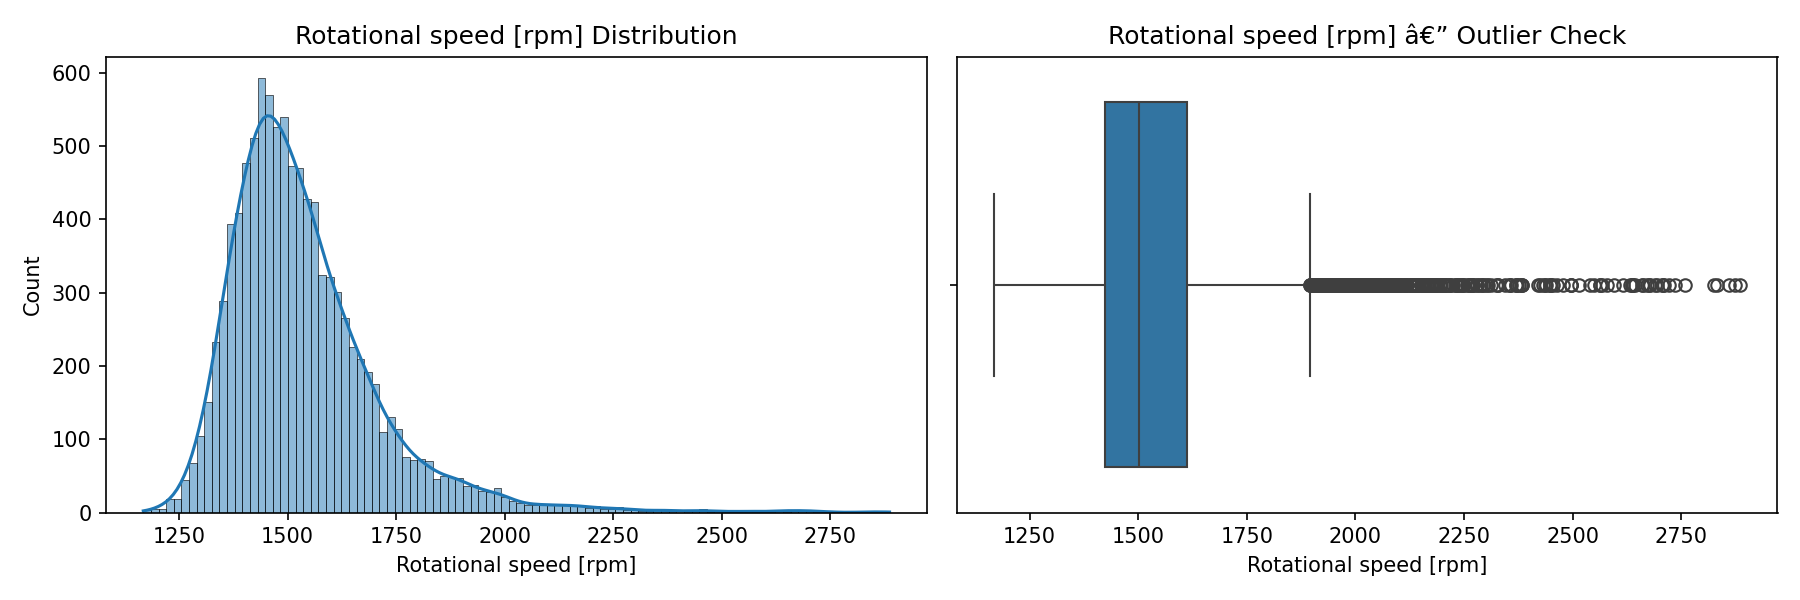 Rotational speed [rpm] Distribution
600
500
400
300
200
100
0
Count
1250 1500 1750 2000 2250 2500 2750
Rotational speed [rpm]
Rotational speed [rpm] â€” Outlier Check
1250 1500 1750 2000 2250 2500 2750
Rotational speed [rpm]